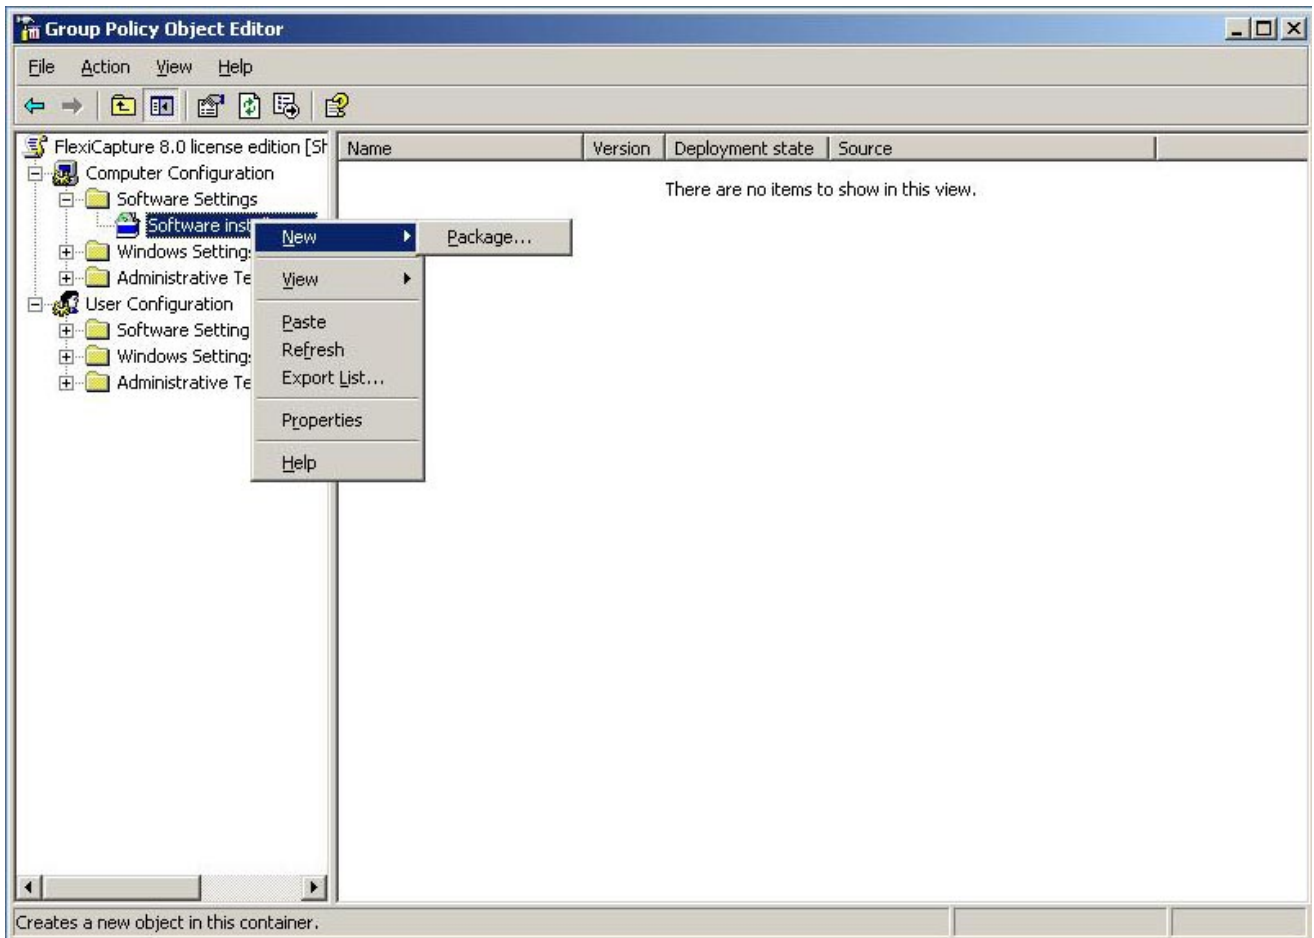 Group Policy Object Editor
File Action View Help
FlexiCapture 8.0 license edition [Sh
Name Version Deployment state Source
Computer Configuration
There are no items to show in this view.
Software Settings
Software inst
New Package...
Windows Settings
Administrative Te
View
User Configuration
Software Setting
Paste
Windows Settings
Refresh
Administrative Te
Export List...
Properties
Help
Creates a new object in this container.